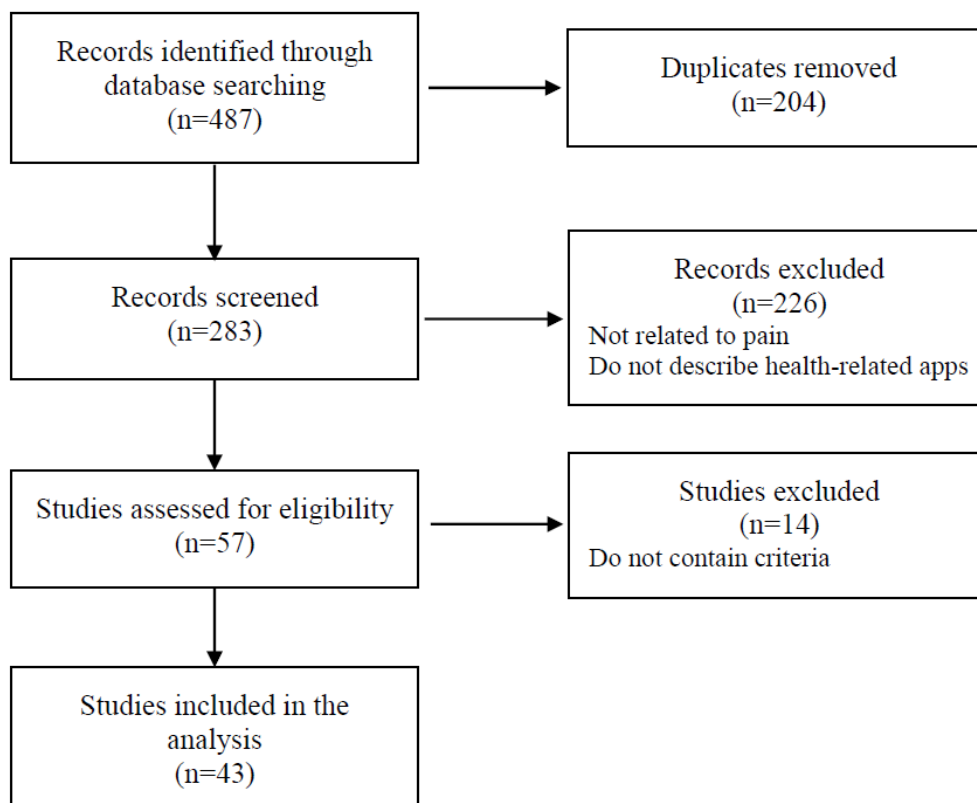 Records identified through
database searching
(n=487)
Duplicates removed
(n=204)
Records screened
(n=283)
Records excluded
(n=226)
Not related to pain
Do not describe health-related apps
Studies assessed for eligibility
(n=57)
Studies excluded
(n=14)
Do not contain criteria
Studies included in the
analysis
(n=43)